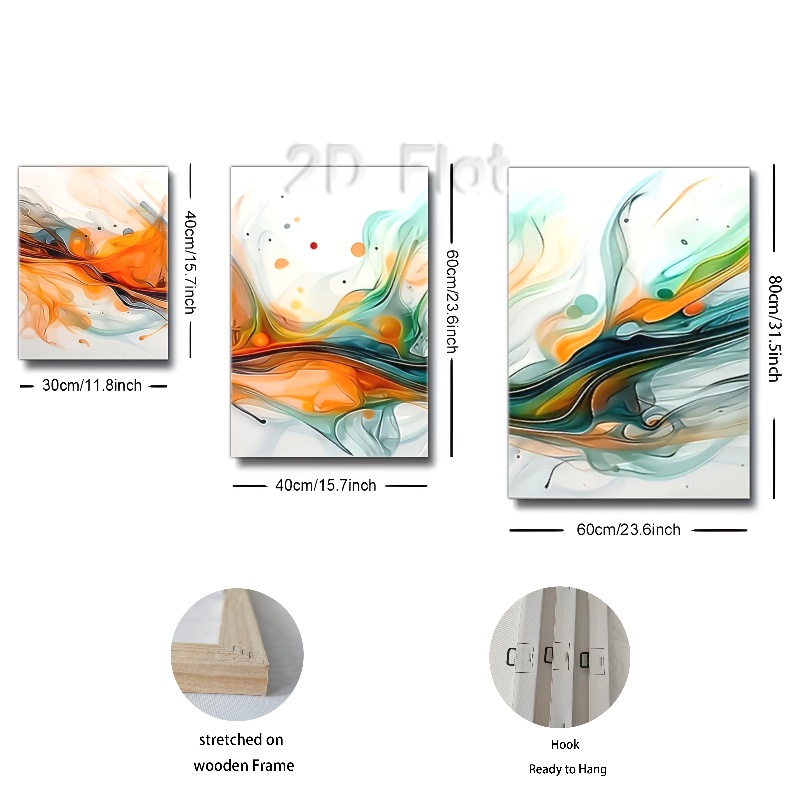 2D Flat
40cm/15.7inch
30cm/11.8inch
60cm/23.6inch
40cm/15.7inch
80cm/31.5inch
60cm/23.6inch
stretched on
wooden Frame
Hook
Ready to Hang